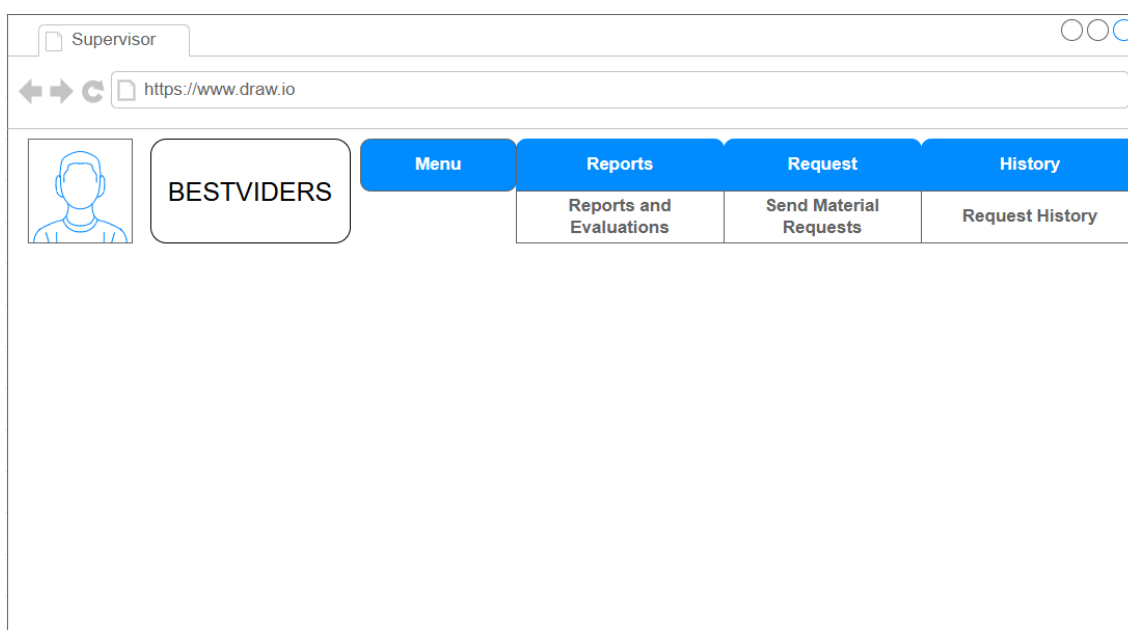 Supervisor
https://www.draw.io
BESTVIDERS
Menu
Reports
Request
History
Reports and
Evaluations
Send Material
Requests
Request History